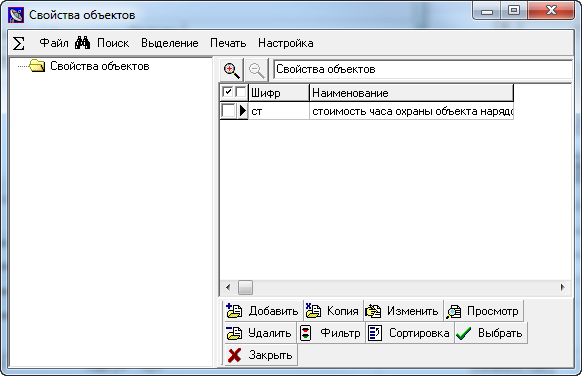 Свойства объектов
Σ Файл Поиск Выделение Печать Настройка
Свойства объектов
Свойства объектов
Шифр Наименование
ст стоимость часа охраны объекта
Добавить Копия Изменить Просмотр
Удалить Фильтр Сортировка Выбрать
Закрыть